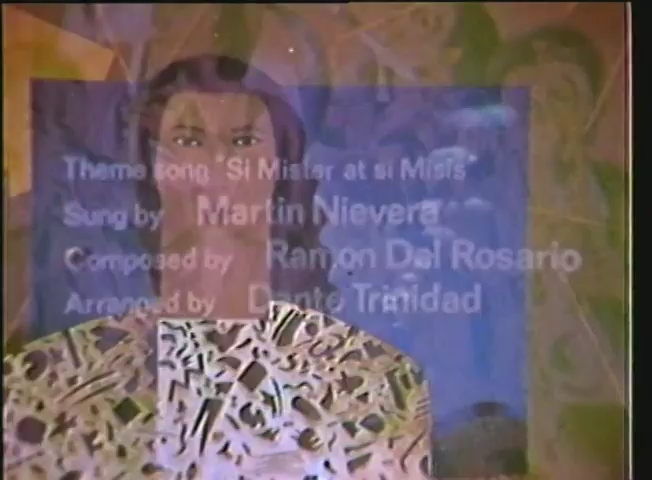 Theme song "Si Mister at si Misis"
Sung by Martin Nievera
Composed by Ramon Del Rosario
Arranged by Dante Trinidad